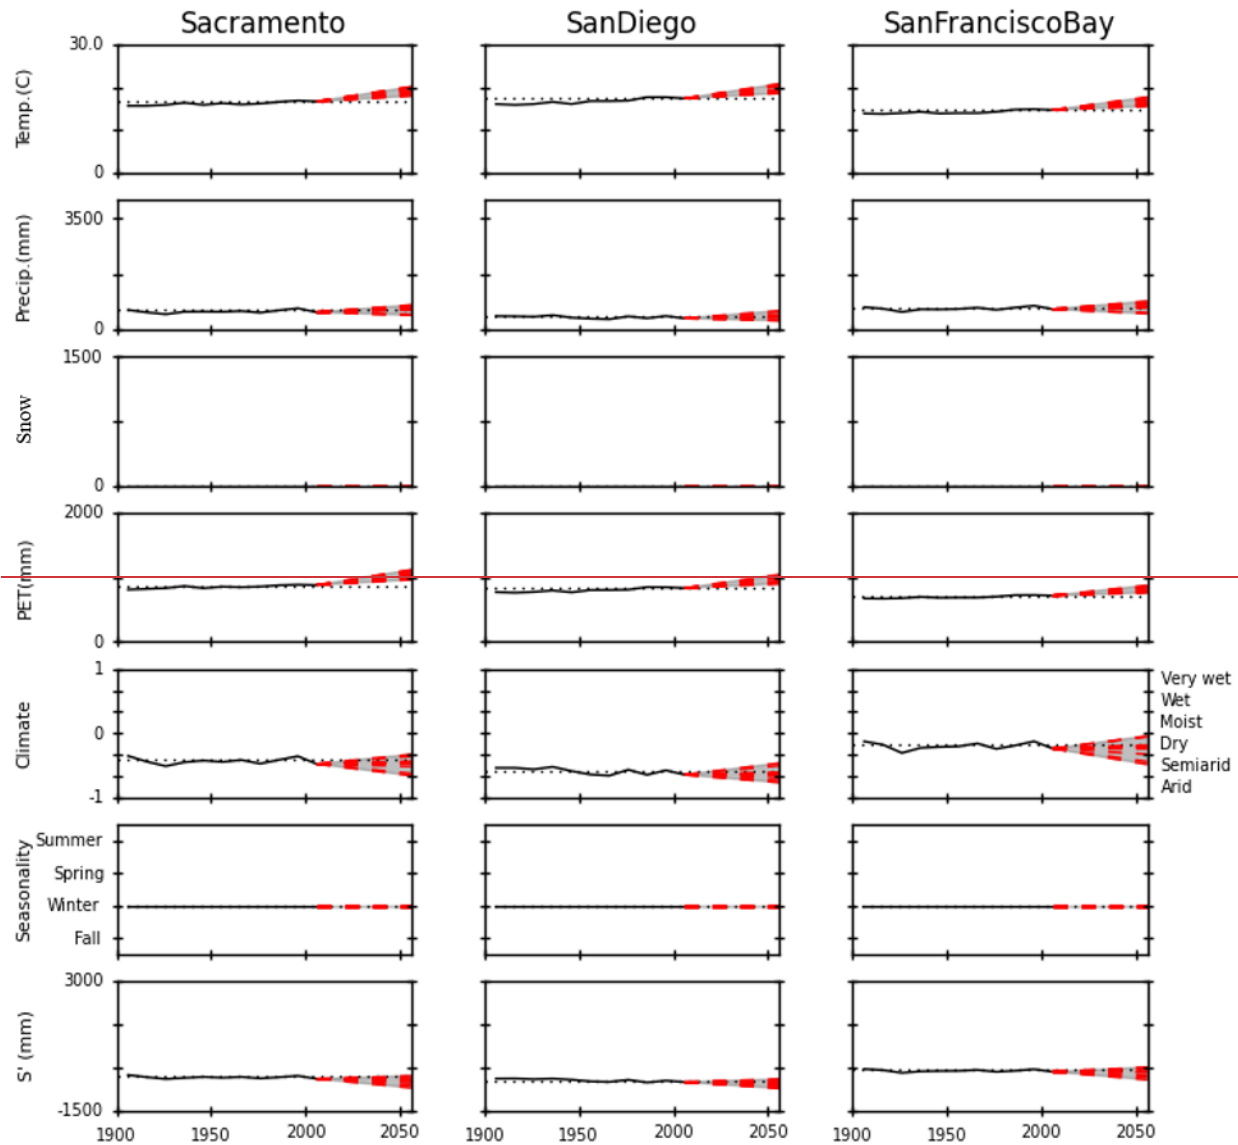 Sacramento SanDiego SanFranciscoBay
30.0
Temp.(C)
0
3500
Precip.(mm)
0
1500
Snow
0
2000
PET(mm)
0
1
Climate
0
-1
Very wet
Wet
Moist
Dry
Semiarid
Arid
Seasonality
Summer
Spring
Winter
Fall
3000
S' (mm)
-1500
1900 1950 2000 2050 1900 1950 2000 2050 1900 1950 2000 2050